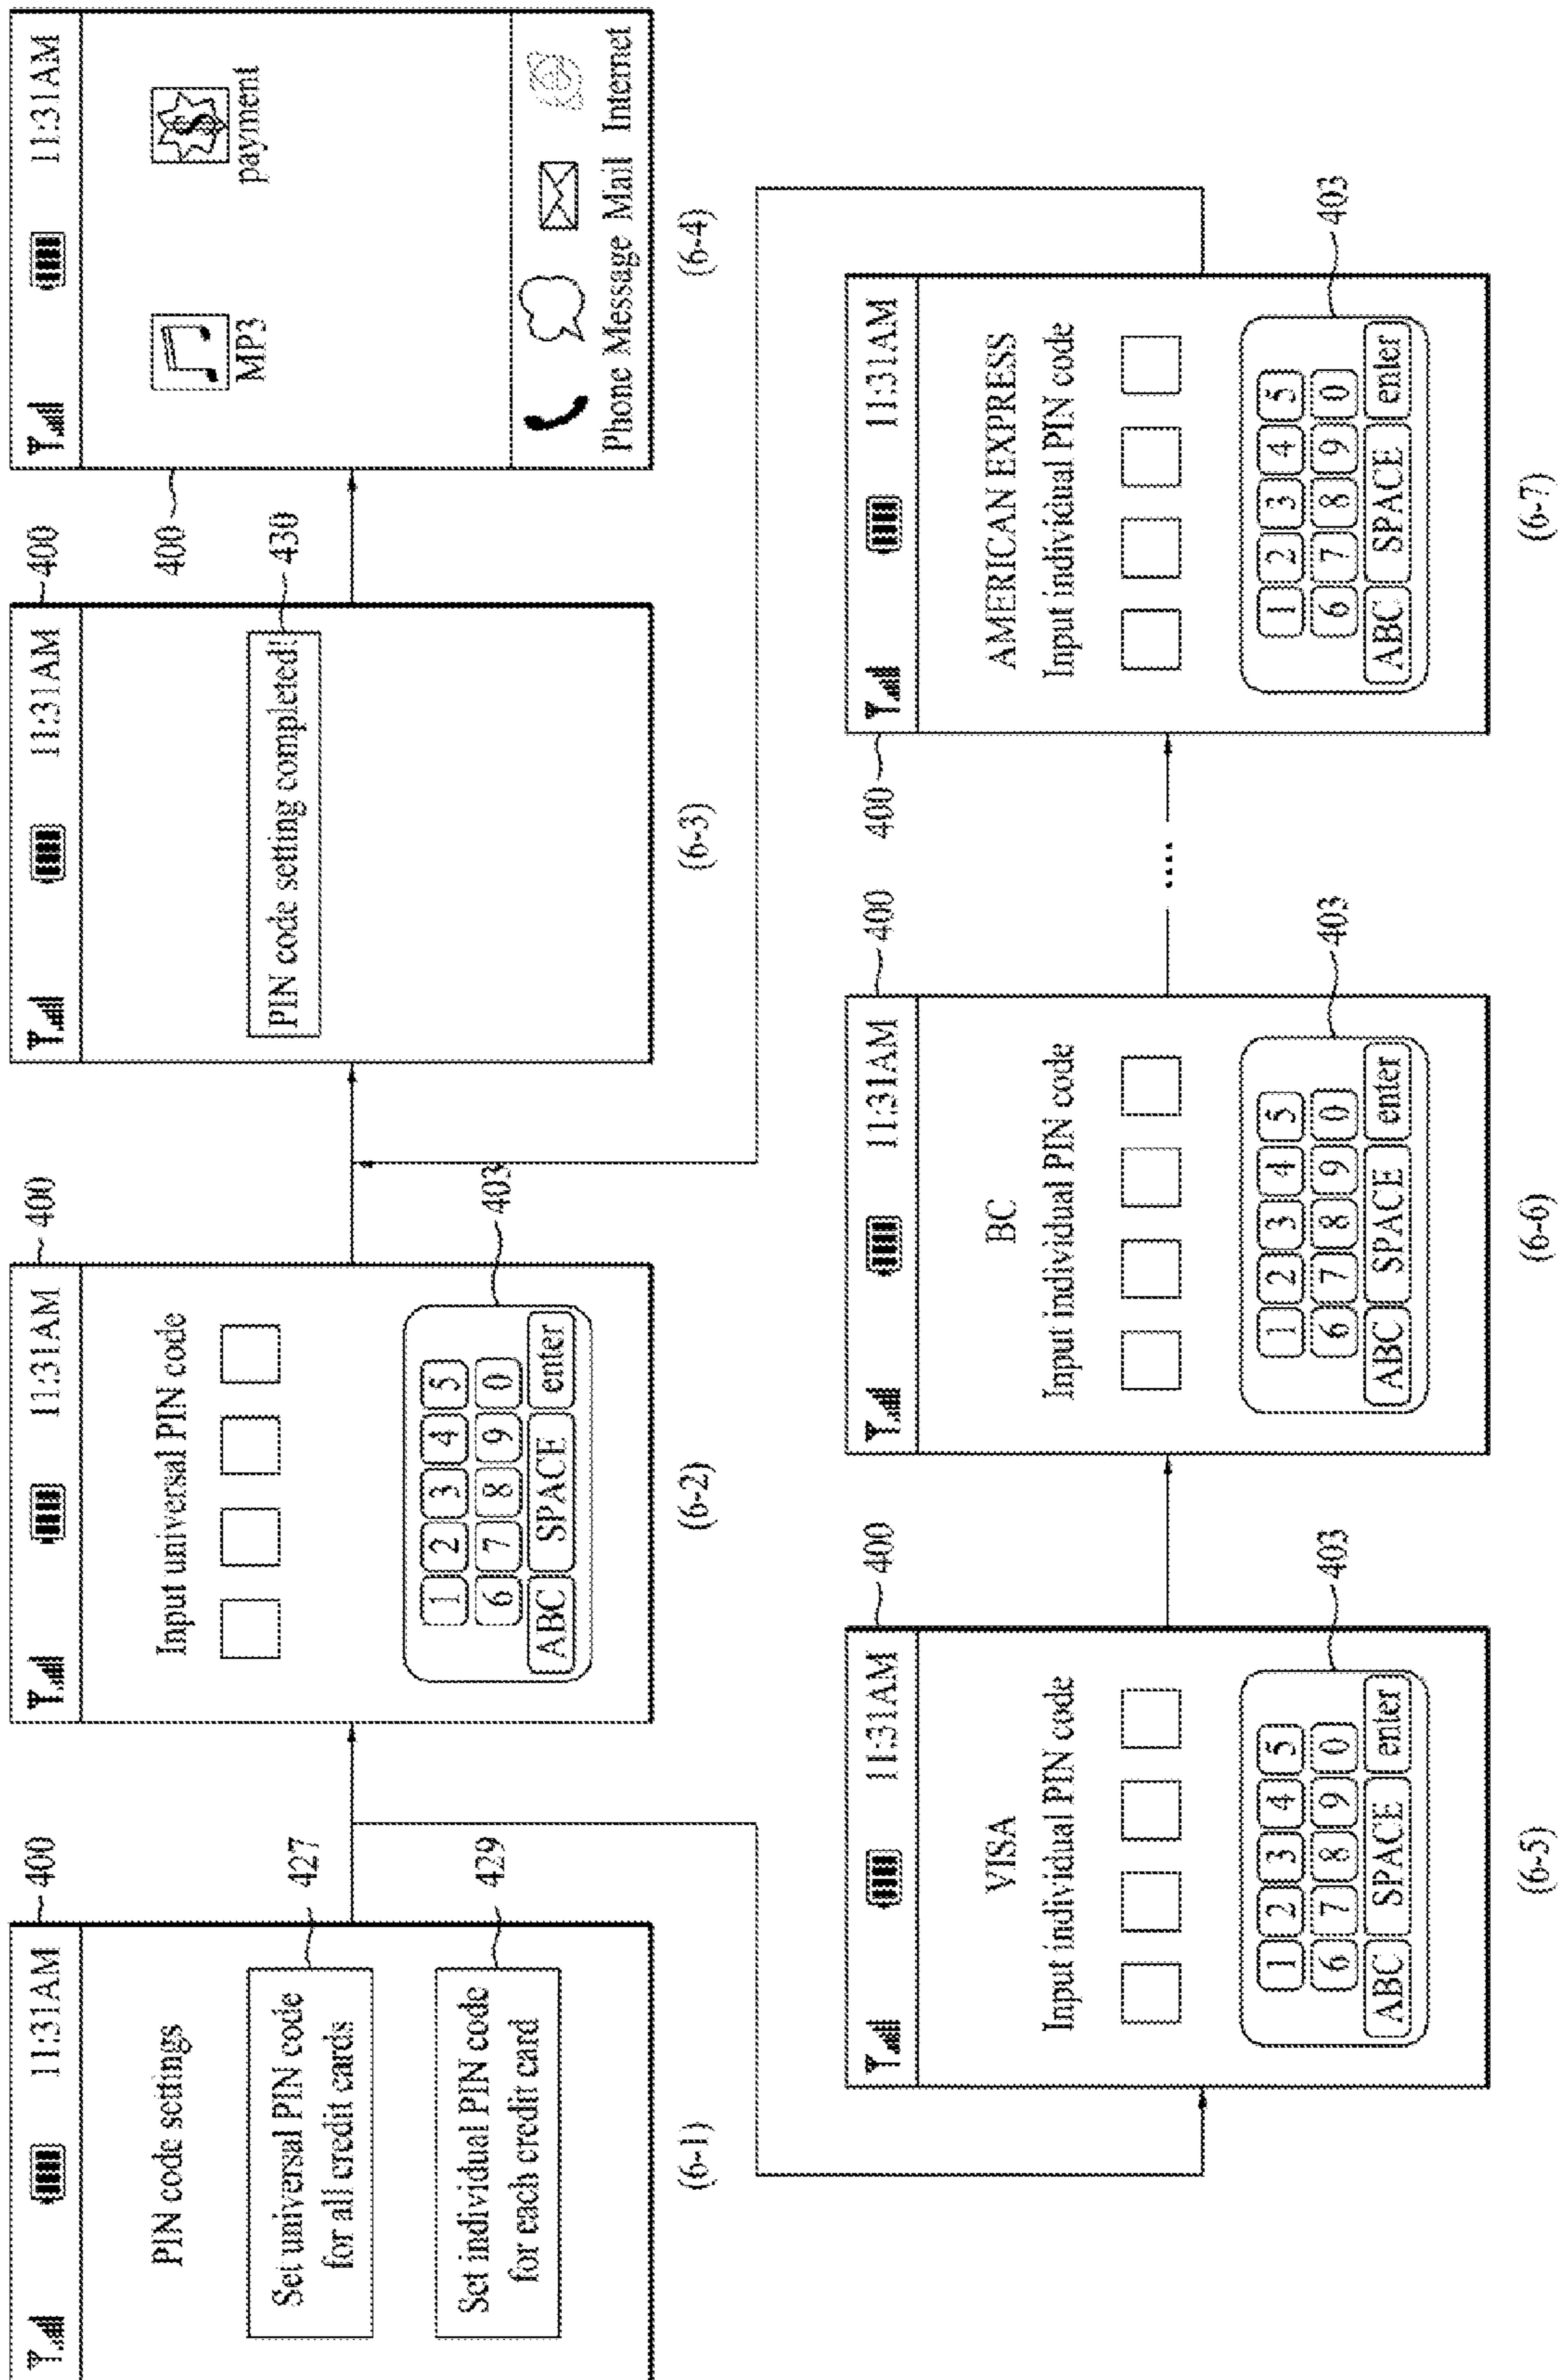 11:31AM
400
PIN code settings
Set universal PIN code
for all credit cards
427
Set individual PIN code
for each credit card
429
(6-1)
11:31AM
400
Input universal PIN code
403
1 2 3 4 5
6 7 8 9 0
ABC SPACE enter
(6-2)
11:31AM
400
PIN code setting completed!
430
(6-3)
11:31AM
400
MP3
payment
Phone Message Mail Internet
(6-4)
11:31AM
400
VISA
Input individual PIN code
403
1 2 3 4 5
6 7 8 9 0
ABC SPACE enter
(6-5)
11:31AM
400
BC
Input individual PIN code
403
1 2 3 4 5
6 7 8 9 0
ABC SPACE enter
(6-6)
....
11:31AM
400
AMERICAN EXPRESS
Input individual PIN code
403
1 2 3 4 5
6 7 8 9 0
ABC SPACE enter
(6-7)